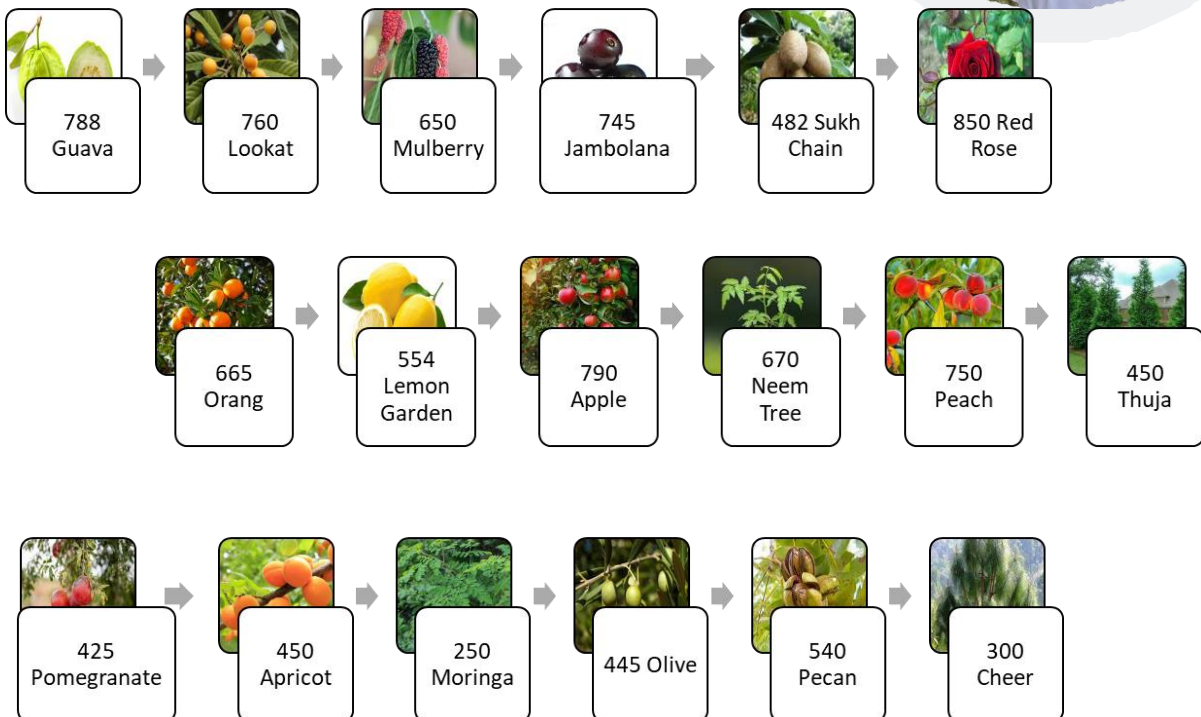 788
Guava
760
Lookat
650
Mulberry
745
Jambolana
482 Sukh
Chain
850 Red
Rose
665
Orang
554
Lemon
Garden
790
Apple
670
Neem
Tree
750
Peach
450
Thuja
425
Pomegranate
450
Apricot
250
Moringa
445 Olive
540
Pecan
300
Cheer